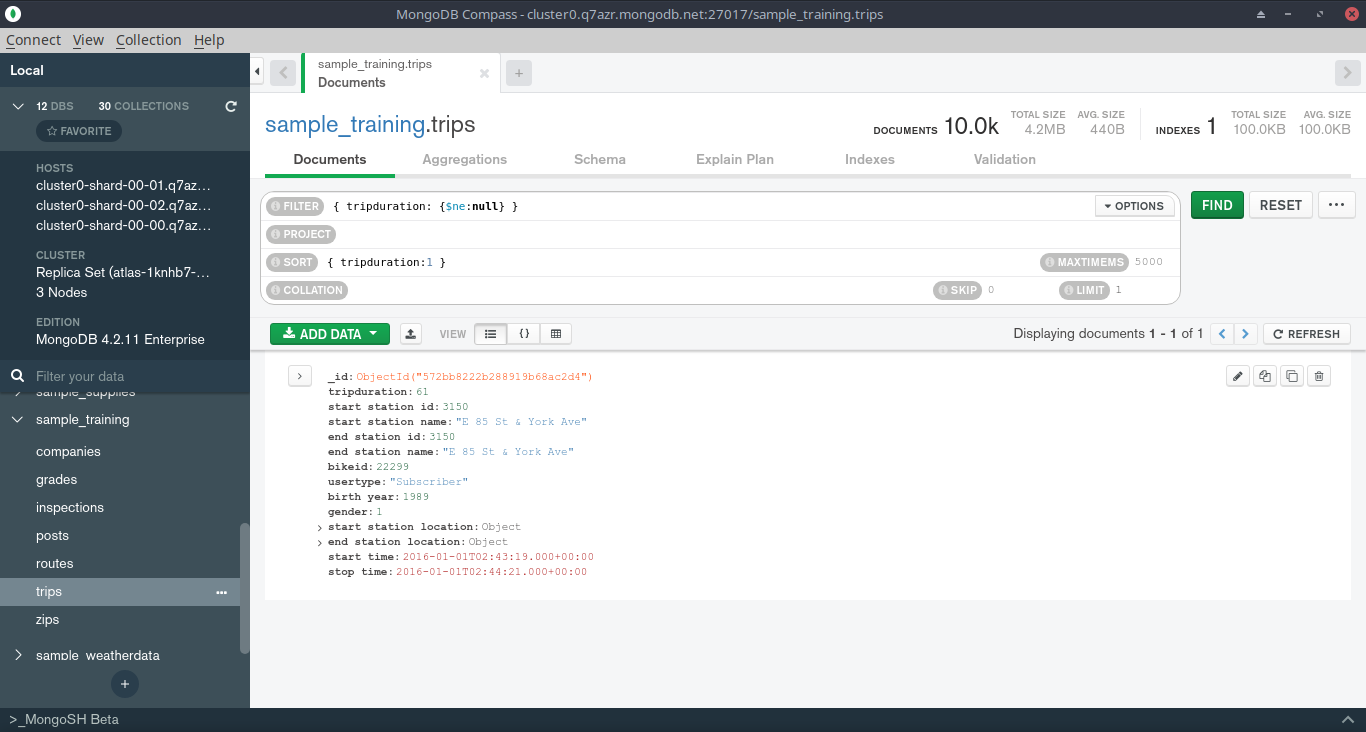 MongoDB Compass - cluster0.q7azr.mongodb.net:27017/sample_training.trips
Connect View Collection Help
Local
12 DBS 30 COLLECTIONS
FAVORITE
HOSTS
cluster0-shard-00-01.q7az...
cluster0-shard-00-02.q7az...
cluster0-shard-00-00.q7az...
CLUSTER
Replica Set (atlas-1knhb7-...
3 Nodes
EDITION
MongoDB 4.2.11 Enterprise
Filter your data
sample_supplies
sample_training
companies
grades
inspections
posts
routes
trips
zips
sample_weatherdata
+
sample_training.trips
Documents
+
sample_training.trips
DOCUMENTS 10.0k TOTAL SIZE 4.2MB AVG. SIZE 440B INDEXES 1 TOTAL SIZE 100.0KB AVG. SIZE 100.0KB
Documents Aggregations Schema Explain Plan Indexes Validation
FILTER { tripduration: {$ne:null} } OPTIONS FIND RESET ...
PROJECT
SORT { tripduration:1 } MAXTIMEMS 5000
COLLATION SKIP 0 LIMIT 1
ADD DATA VIEW {} Displaying documents 1 - 1 of 1 < > REFRESH
_id:ObjectId("572bb8222b288919b68ac2d4")
tripduration:61
start station id:3150
start station name:"E 85 St & York Ave"
end station id:3150
end station name:"E 85 St & York Ave"
bikeid:22299
usertype:"Subscriber"
birth year:1989
gender:1
start station location:Object
end station location:Object
start time:2016-01-01T02:43:19.000+00:00
stop time:2016-01-01T02:44:21.000+00:00
>_MongoSH Beta